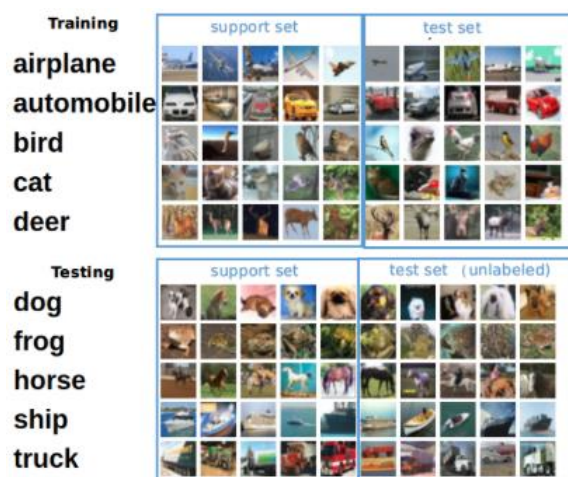 Training
support set
test set
airplane
automobile
bird
cat
deer
Testing
support set
test set (unlabeled)
dog
frog
horse
ship
truck